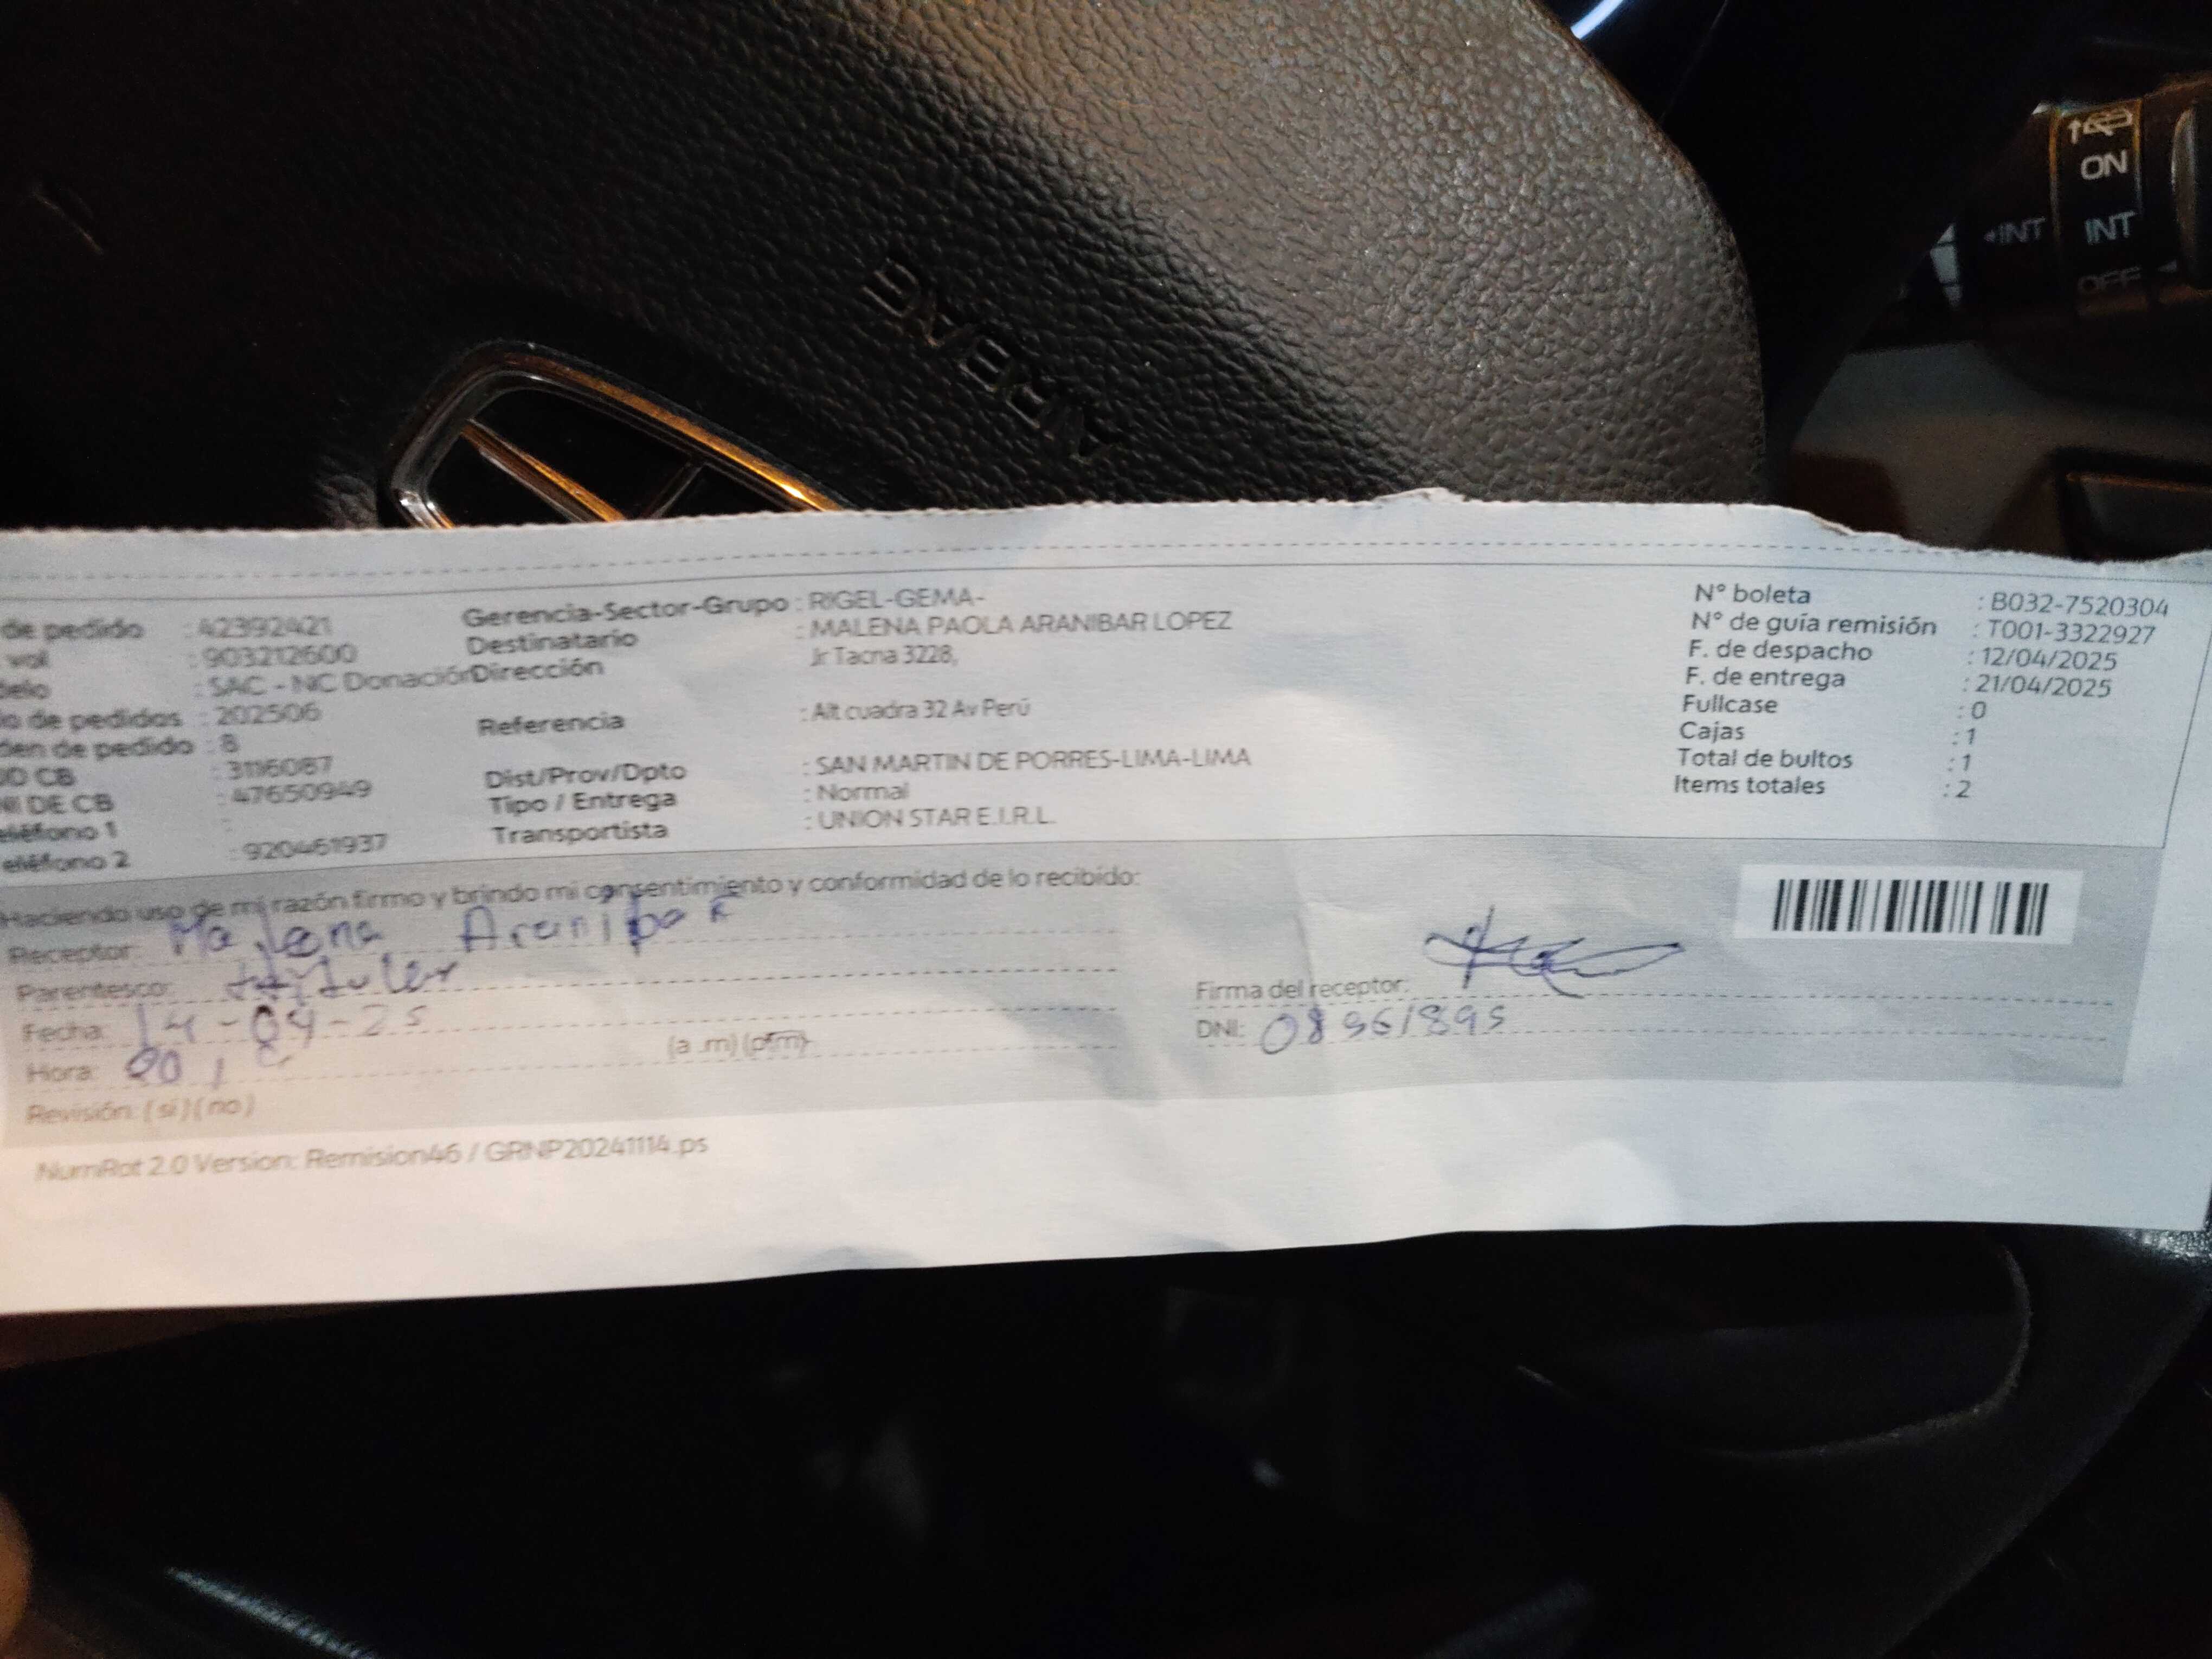 ON
INT
INT
OFF
AIRBAG
de pedido : 42392421
: 903212600
: SAC - NC Donación
de pedidos : 202506
den de pedido : 8
CB : 3116087
DE CB : 47650949
eléfono 1 :
eléfono 2 : 920461937
Gerencia-Sector-Grupo : RIGEL-GEMA-
Destinatario : MALENA PAOLA ARANIBAR LOPEZ
Dirección Jr Tacna 3228,
Referencia : Alt cuadra 32 Av Perú
Dist/Prov/Dpto : SAN MARTIN DE PORRES-LIMA-LIMA
Tipo / Entrega : Normal
Transportista : UNION STAR E.I.R.L.
N° boleta : B032-7520304
N° de guía remisión : T001-3322927
F. de despacho : 12/04/2025
F. de entrega : 21/04/2025
Fullcase : 0
Cajas : 1
Total de bultos : 1
Items totales : 2
Haciendo uso de mi razón firmo y brindo mi consentimiento y conformidad de lo recibido:
Receptor: Malena Aranibar
Parentesco: titular
Fecha: 14-04-25
Hora: (a .m) (p.m)
Revisión: (si) (no)
Firma del receptor:
DNI:
NumRot 2.0 Version: Remision46 / GRNP20241114.ps